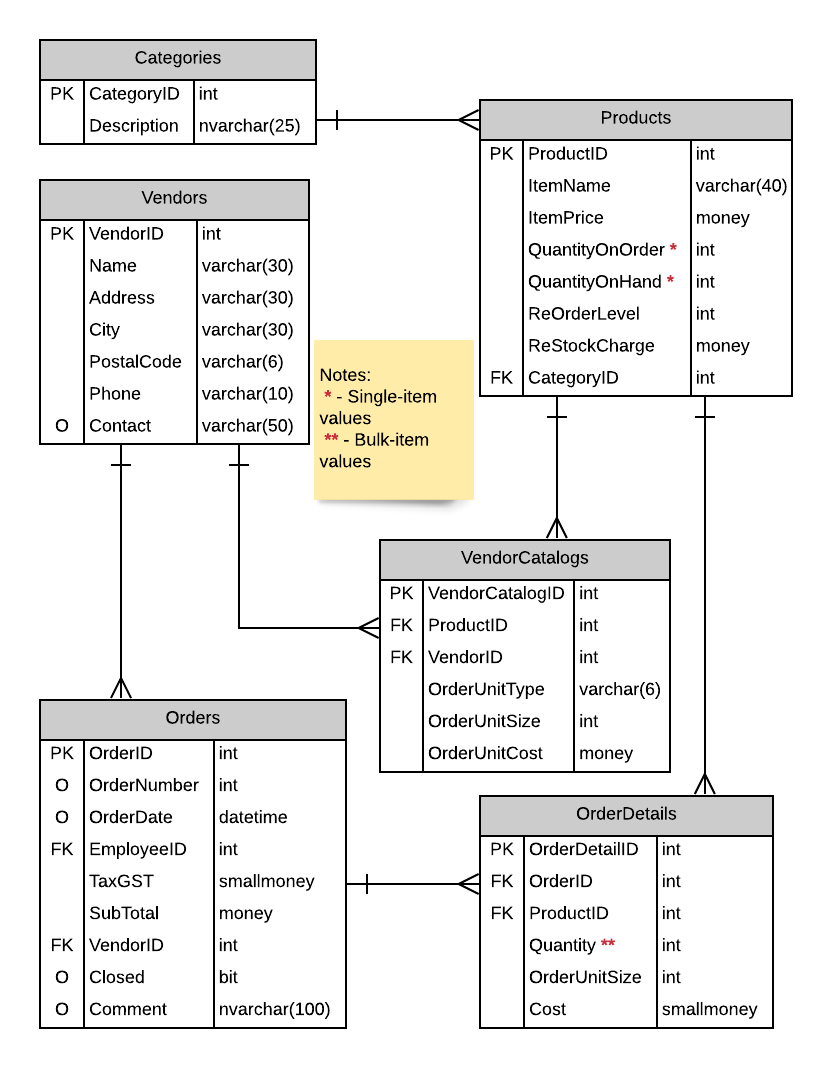 Categories
PK CategoryID int
Description nvarchar(25)
Products
PK ProductID int
ItemName varchar(40)
ItemPrice money
QuantityOnOrder * int
QuantityOnHand * int
ReOrderLevel int
ReStockCharge money
FK CategoryID int
Vendors
PK VendorID int
Name varchar(30)
Address varchar(30)
City varchar(30)
PostalCode varchar(6)
Phone varchar(10)
O Contact varchar(50)
Notes:
* - Single-item
values
** - Bulk-item
values
VendorCatalogs
PK VendorCatalogID int
FK ProductID int
FK VendorID int
OrderUnitType varchar(6)
OrderUnitSize int
OrderUnitCost money
Orders
PK OrderID int
O OrderNumber int
O OrderDate datetime
FK EmployeeID int
TaxGST smallmoney
SubTotal money
FK VendorID int
O Closed bit
O Comment nvarchar(100)
OrderDetails
PK OrderDetailID int
FK OrderID int
FK ProductID int
Quantity ** int
OrderUnitSize int
Cost smallmoney